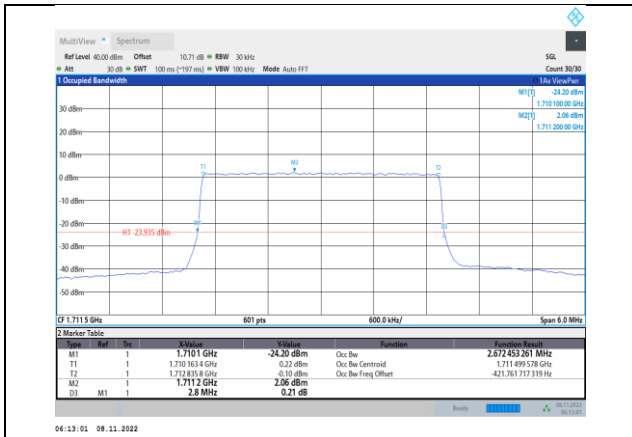 MultiView Spectrum
Ref Level 40.00 dBm Offset 10.71 dB RBW 30 kHz SGL
Att 30 dB SWT 100 ms (~197 ms) VBW 100 kHz Mode Auto FFT Count 30/30
1 Occupied Bandwidth 1Av ViewPwr
M1[1] -24.20 dBm
1.710 100 00 GHz
M2[1] 2.06 dBm
1.711 200 00 GHz
30 dBm
20 dBm
10 dBm
T1 M2 T2
0 dBm
-10 dBm
-20 dBm
H1 -23.935 dBm
-30 dBm
-40 dBm
-50 dBm
CF 1.711 5 GHz 601 pts 600.0 kHz/ Span 6.0 MHz
2 Marker Table
Type Ref Trc X-Value Y-Value Function Function Result
M1 1 1.7101 GHz -24.20 dBm Occ Bw 2.672 453 261 MHz
T1 1 1.710 163 4 GHz 0.22 dBm Occ Bw Centroid 1.711 499 578 GHz
T2 1 1.712 835 8 GHz -0.10 dBm Occ Bw Freq Offset -421.761 717 319 Hz
M2 1 1.711 2 GHz 2.06 dBm
D3 M1 1 2.8 MHz 0.21 dB
Ready 08.11.2022
06:13:01
06:13:01 08.11.2022